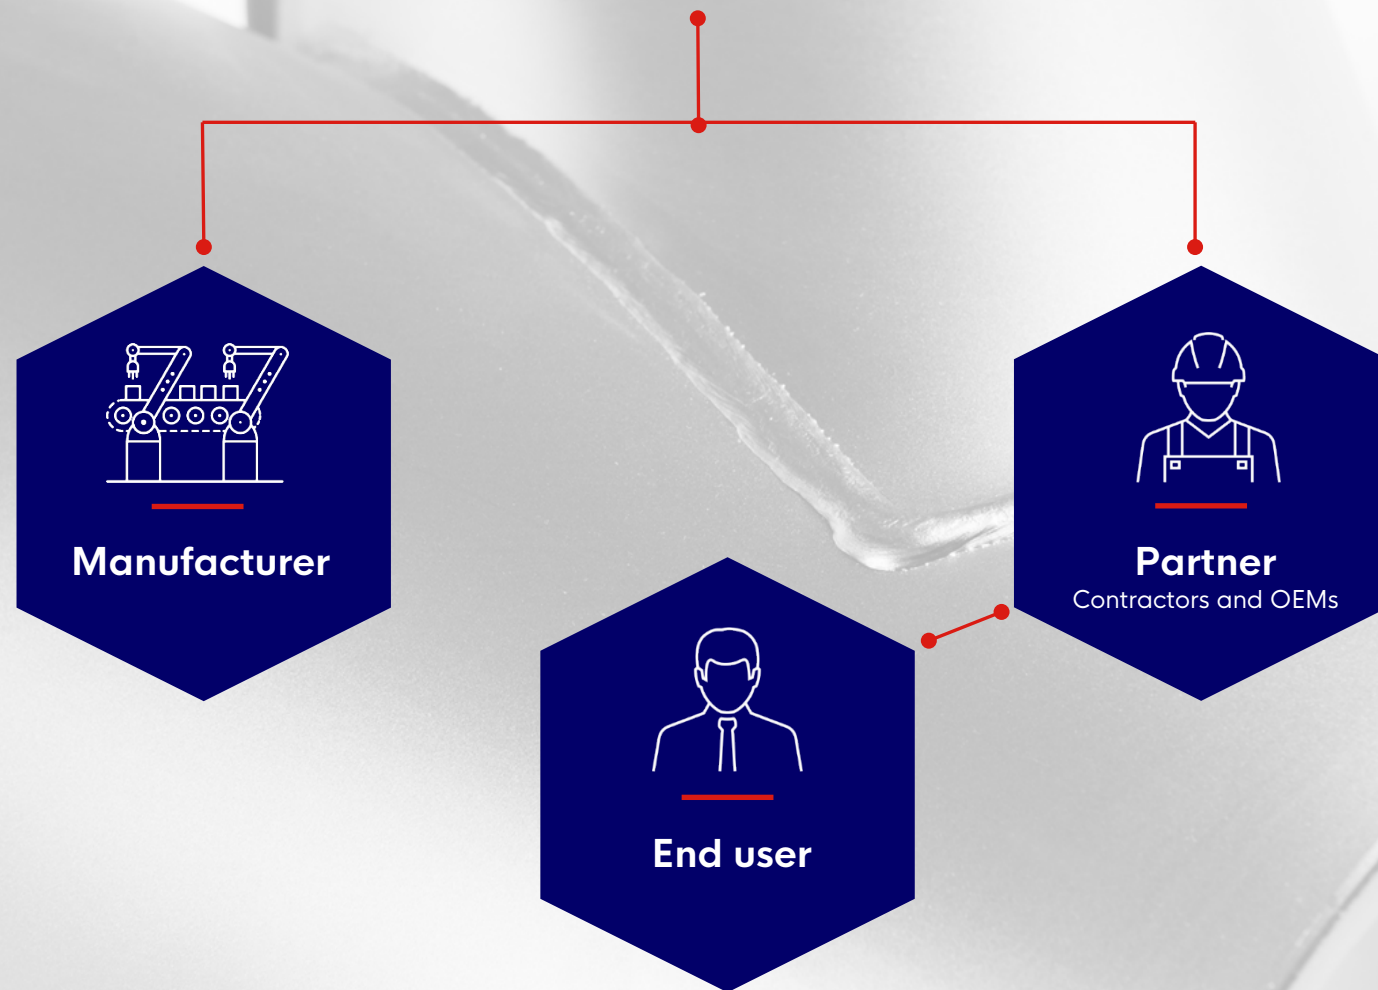 Manufacturer
Partner
Contractors and OEMs
End user